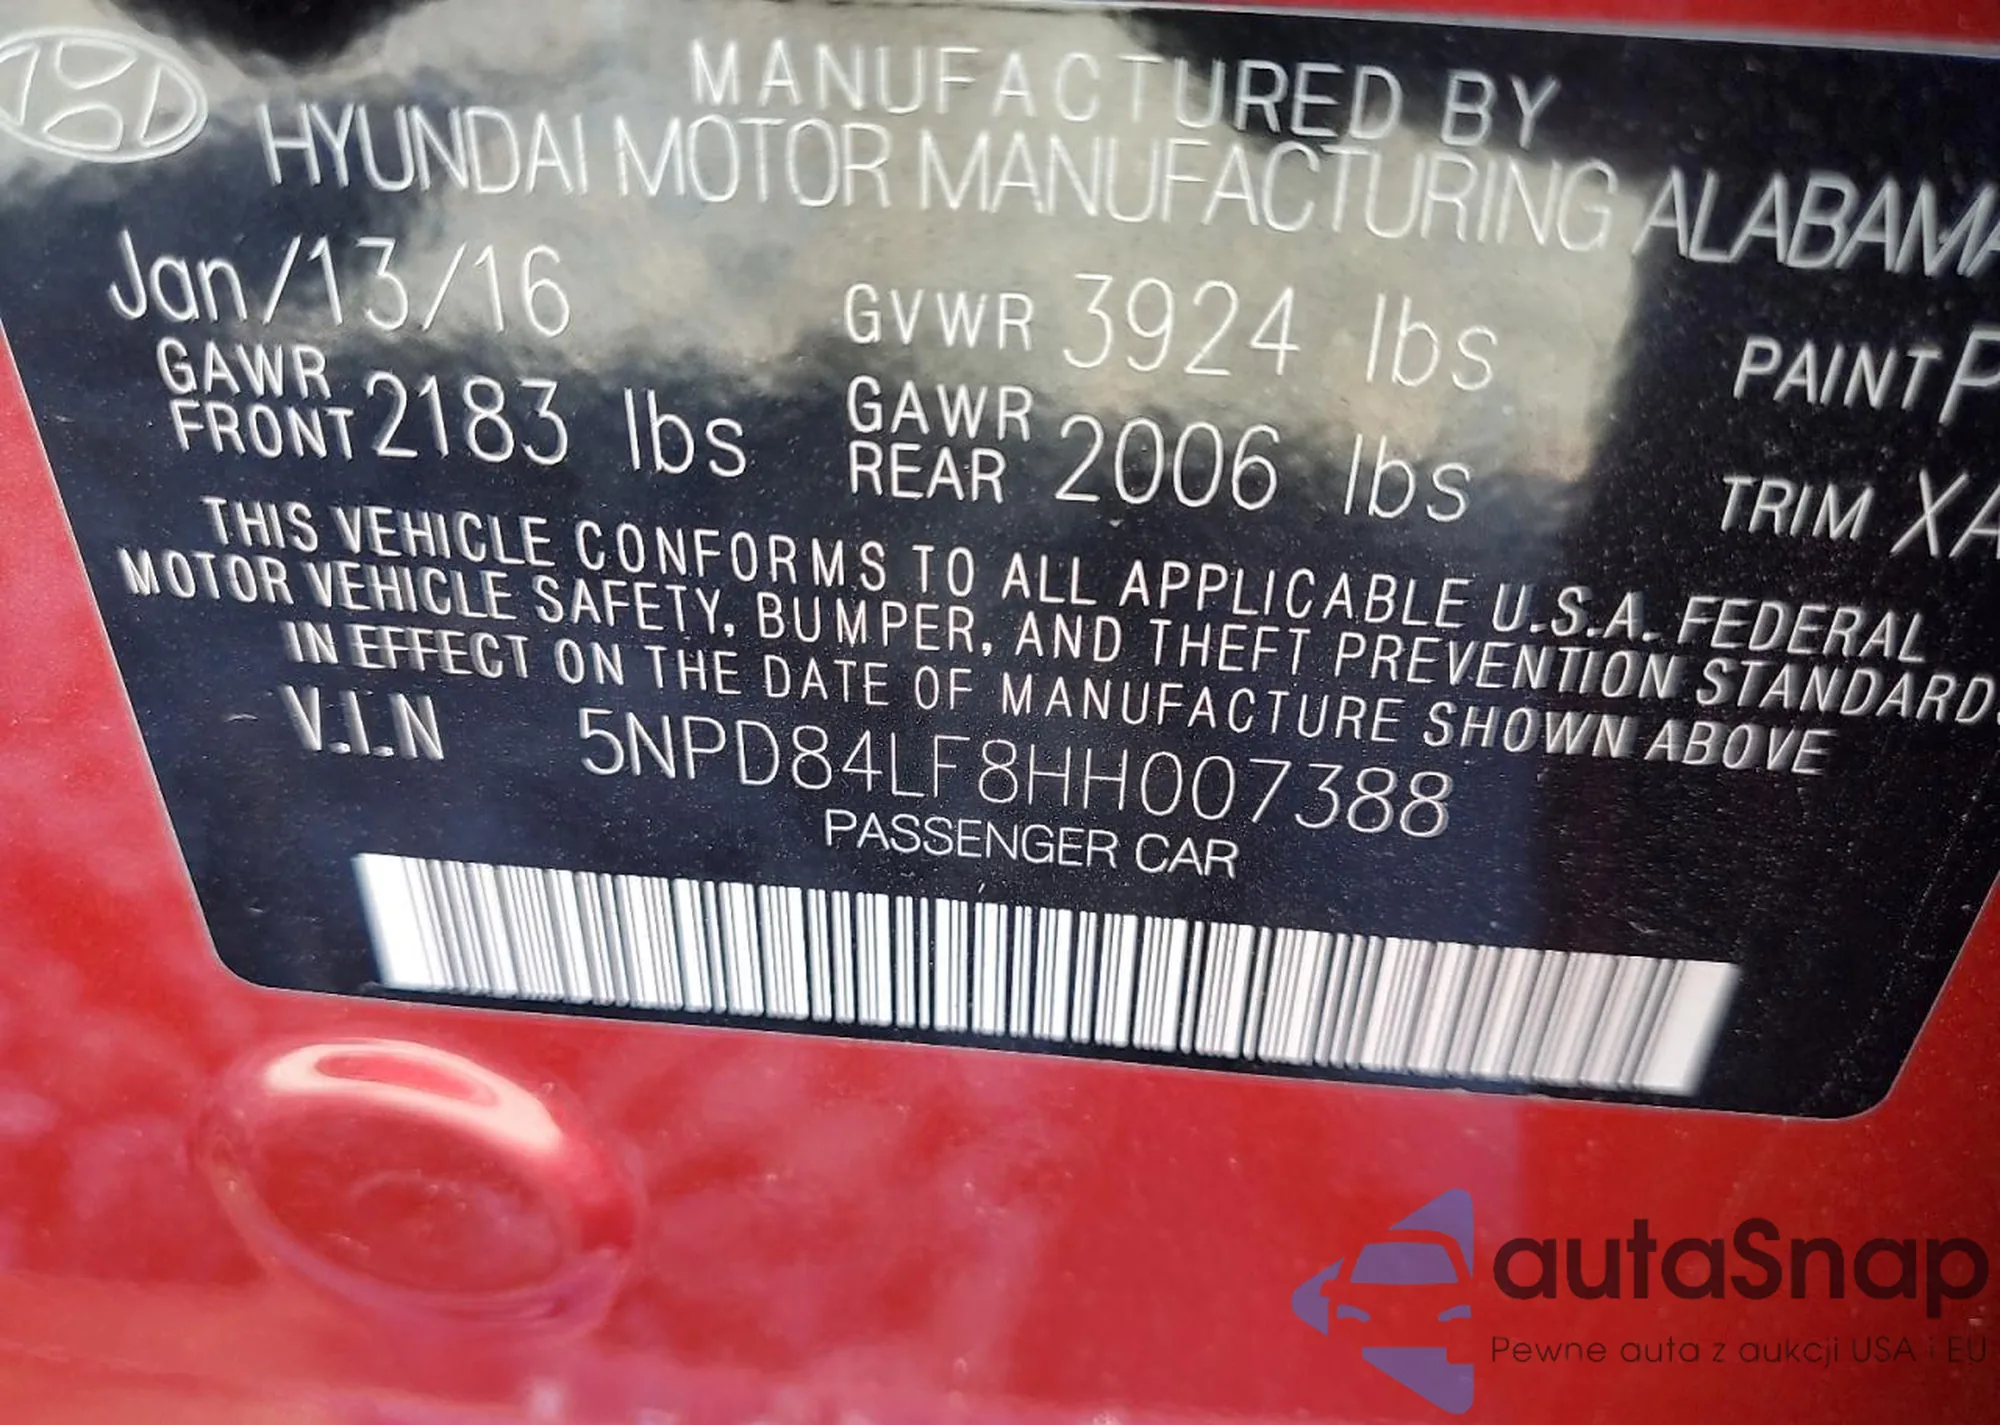 MANUFACTURED BY
HYUNDAI MOTOR MANUFACTURING ALABAMA
Jan/13/16 GVWR 3924 lbs PAINT P
GAWR FRONT 2183 lbs GAWR REAR 2006 lbs TRIM XA
THIS VEHICLE CONFORMS TO ALL APPLICABLE U.S.A. FEDERAL
MOTOR VEHICLE SAFETY, BUMPER, AND THEFT PREVENTION STANDARDS
IN EFFECT ON THE DATE OF MANUFACTURE SHOWN ABOVE
V.I.N 5NPD84LF8HH007388
PASSENGER CAR
autaSnap
Pewne auta z aukcji USA i EU